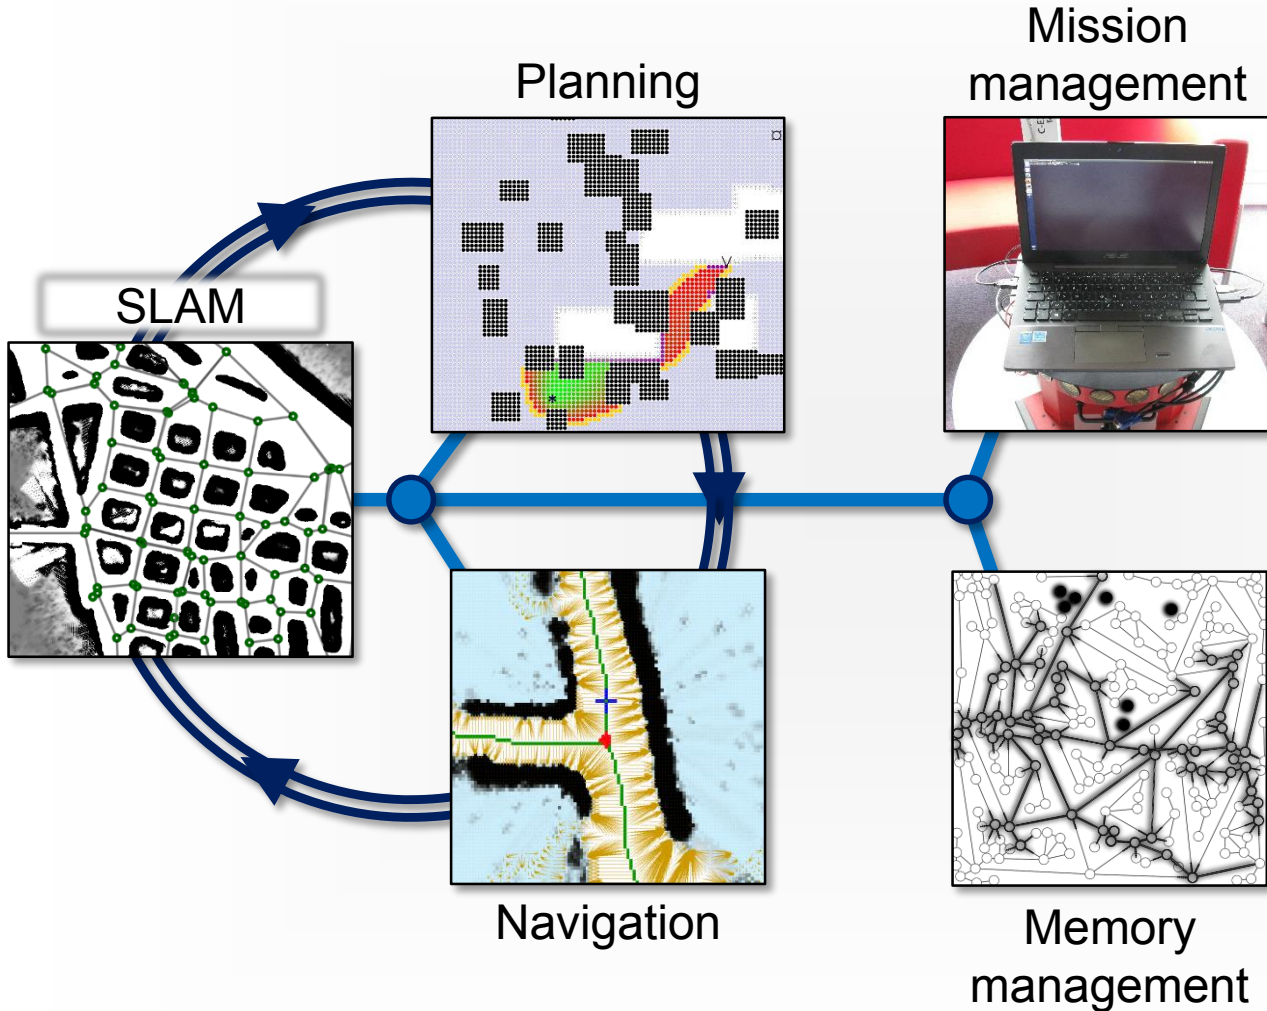 Mission
management
Planning
SLAM
Navigation
Memory
management